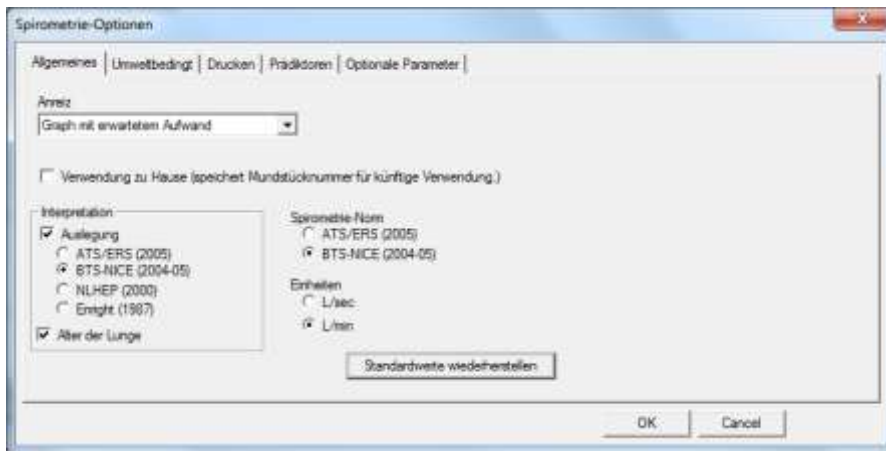 Spirometrie-Optionen
Allgemeines Umweltbedingt Drucken Prädiktoren Optionale Parameter
Anreiz
Graph mit erwartetem Aufwand
Verwendung zu Hause (speichert Mundstücknummer für künftige Verwendung.)
Interpretation
Auslegung
ATS/ERS (2005)
BTS-NICE (2004-05)
NLHEP (2000)
Enright (1987)
Alter der Lunge
Spirometrie-Norm
ATS/ERS (2005)
BTS-NICE (2004-05)
Einheiten
L/sec
L/min
Standardwerte wiederherstellen
OK Cancel